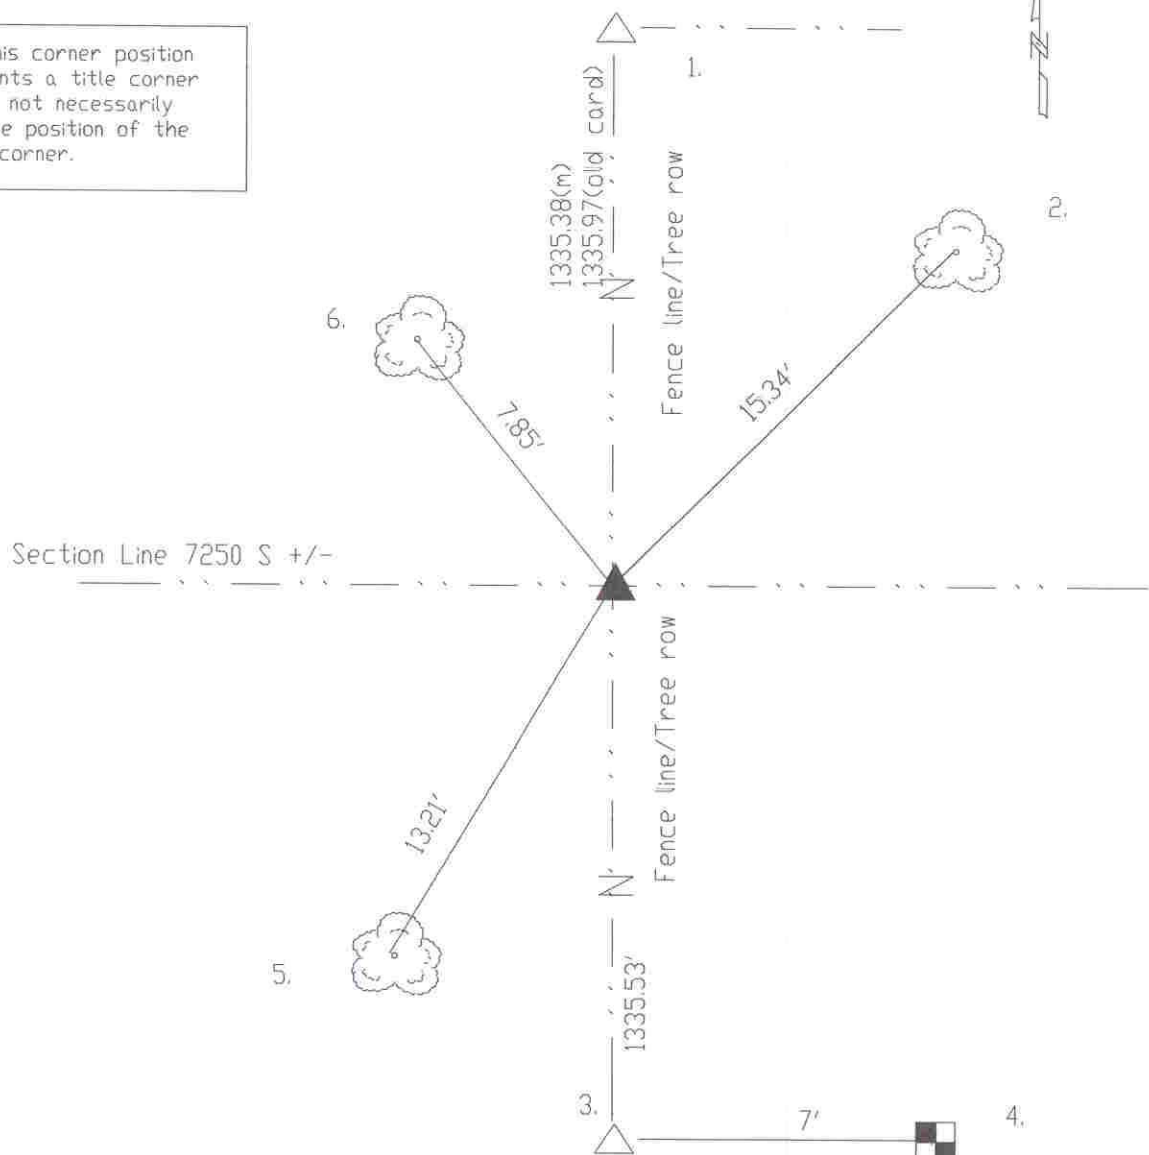 his corner position
nts a title corner
not necessarily
e position of the
corner.
N
1.
1335.38(m)
1335.97(old card)
Fence line/Tree row
2.
6.
7.85'
15.34'
Section Line 7250 S +/-
Fence line/Tree row
13.21'
5.
1335.53'
3.
7'
4.